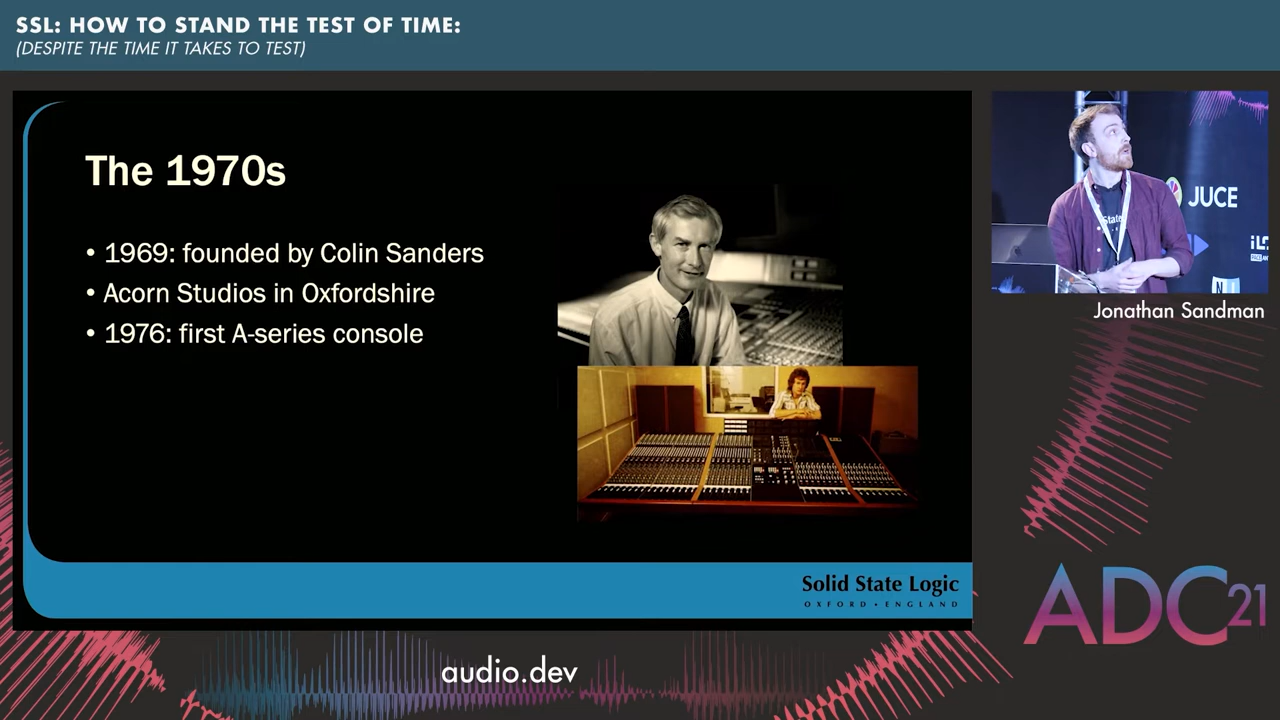 SSL: HOW TO STAND THE TEST OF TIME:
(DESPITE THE TIME IT TAKES TO TEST)
The 1970s
• 1969: founded by Colin Sanders
• Acorn Studios in Oxfordshire
• 1976: first A-series console
Solid State Logic
OXFORD • ENGLAND
State
JUCE
Jonathan Sandman
ADC21
audio.dev